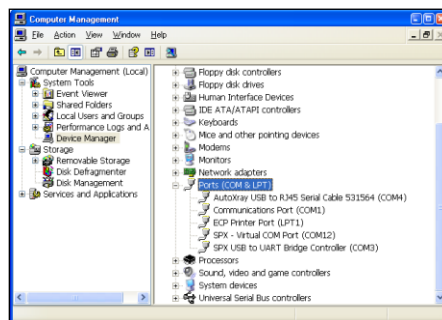 Computer Management
File Action View Window Help
Computer Management (Local)
System Tools
Event Viewer
Shared Folders
Local Users and Groups
Performance Logs and A
Device Manager
Storage
Removable Storage
Disk Defragmenter
Disk Management
Services and Applications
Floppy disk controllers
Floppy disk drives
Human Interface Devices
IDE ATA/ATAPI controllers
Keyboards
Mice and other pointing devices
Modems
Monitors
Network adapters
Ports (COM & LPT)
AutoXray USB to RJ45 Serial Cable 531564 (COM4)
Communications Port (COM1)
ECP Printer Port (LPT1)
SPX - Virtual COM Port (COM12)
SPX USB to UART Bridge Controller (COM3)
Processors
Sound, video and game controllers
System devices
Universal Serial Bus controllers